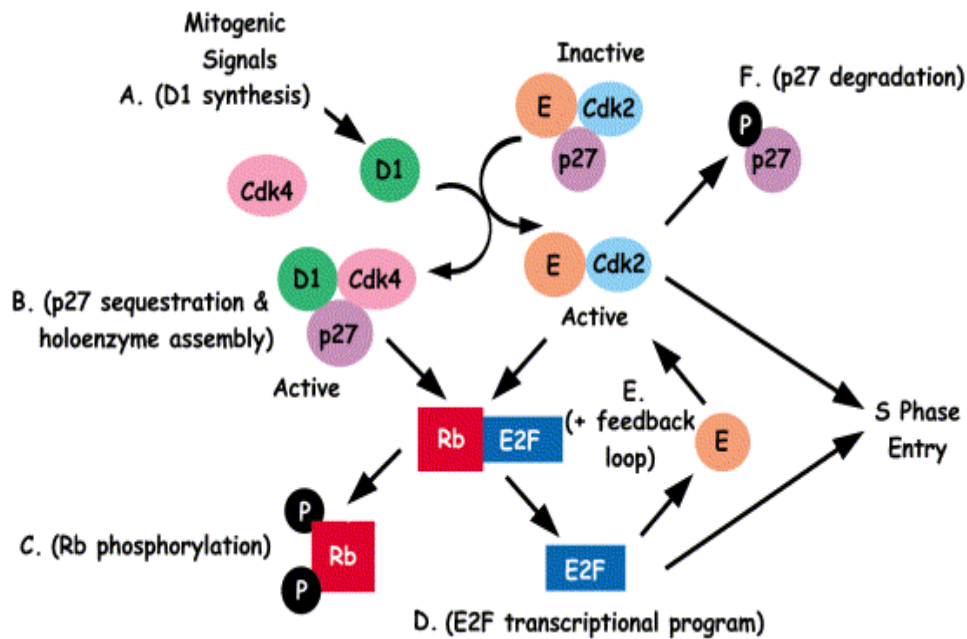 Mitogenic
Signals
A. (D1 synthesis)
Inactive
E
Cdk2
p27
F. (p27 degradation)
P
p27
Cdk4
D1
D1
Cdk4
p27
B. (p27 sequestration &
holoenzyme assembly)
Active
E
Cdk2
Active
Rb
E2F
E.
(+ feedback
loop)
E
S Phase
Entry
C. (Rb phosphorylation)
P
Rb
P
E2F
D. (E2F transcriptional program)